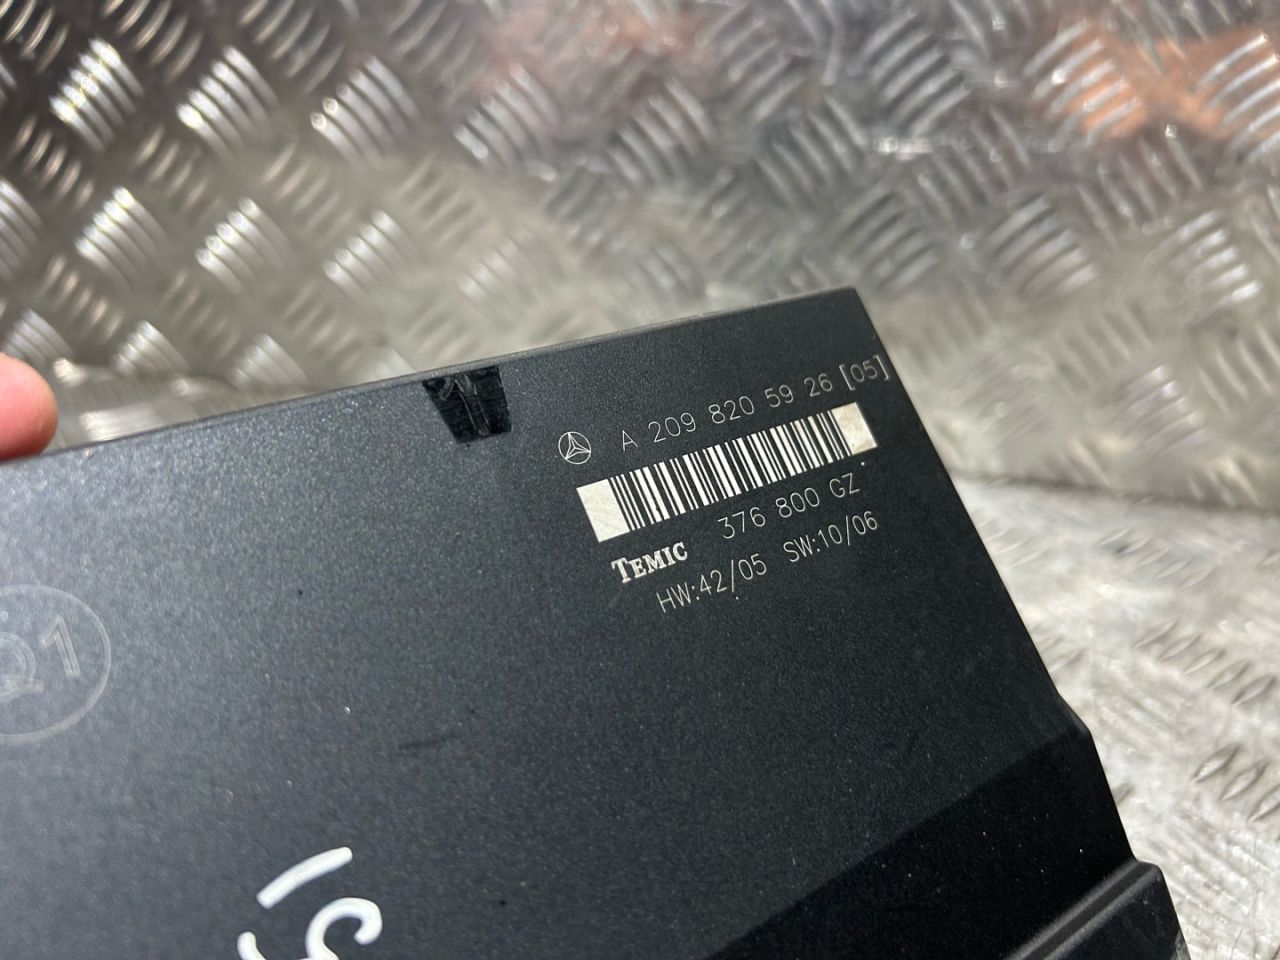 A 209 820 59 26 [05]
376 800 GZ
TEMIC
HW:42/05 SW:10/06
Q1